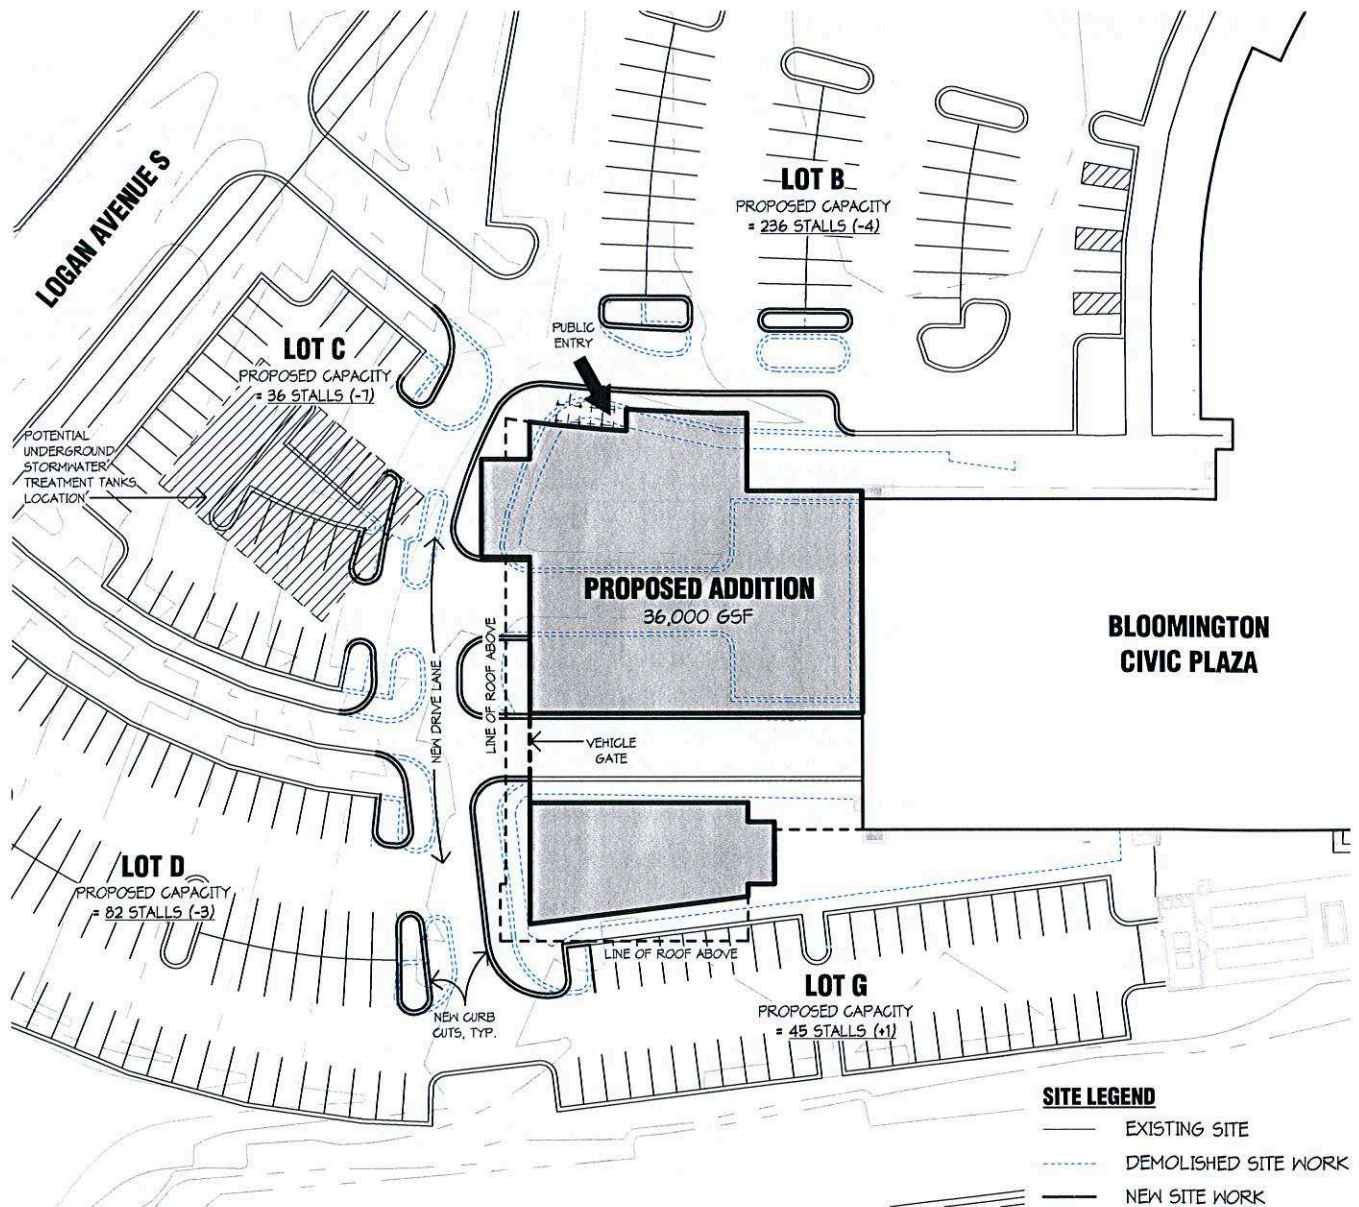 LOGAN AVENUE S
LOT B
PROPOSED CAPACITY
= 236 STALLS (-4)
PUBLIC
ENTRY
LOT C
PROPOSED CAPACITY
= 36 STALLS (-7)
POTENTIAL
UNDERGROUND
STORMWATER
TREATMENT TANKS
LOCATION
PROPOSED ADDITION
36,000 GSF
BLOOMINGTON
CIVIC PLAZA
NEW DRIVE LANE
LINE OF ROOF ABOVE
VEHICLE
GATE
LOT D
PROPOSED CAPACITY
= 82 STALLS (-3)
LINE OF ROOF ABOVE
NEW CURB
CUTS, TYP.
LOT G
PROPOSED CAPACITY
= 45 STALLS (+1)
SITE LEGEND
EXISTING SITE
DEMOLISHED SITE WORK
NEW SITE WORK